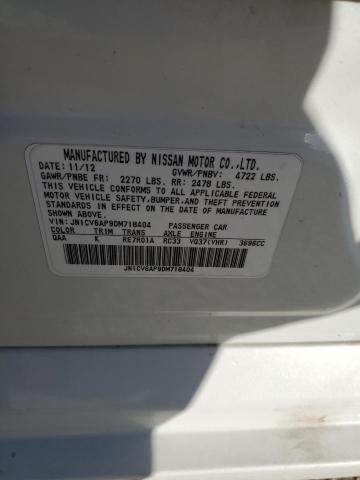 MANUFACTURED BY NISSAN MOTOR CO.,LTD.
DATE: 11/12 GVWR/PNBV: 4722 LBS.
GAWR/PNBE FR: 2270 LBS. RR: 2478 LBS.
THIS VEHICLE CONFORMS TO ALL APPLICABLE FEDERAL
MOTOR VEHICLE SAFETY, BUMPER, AND THEFT PREVENTION
STANDARDS IN EFFECT ON THE DATE OF MANUFACTURE
SHOWN ABOVE.
VIN: JN1CV6AP9DM718404 PASSENGER CAR
COLOR TRIM TRANS AXLE ENGINE
QAA K RE7R01A RC33 VQ37(VHR) 3696CC
JN1CV6AP9DM718404